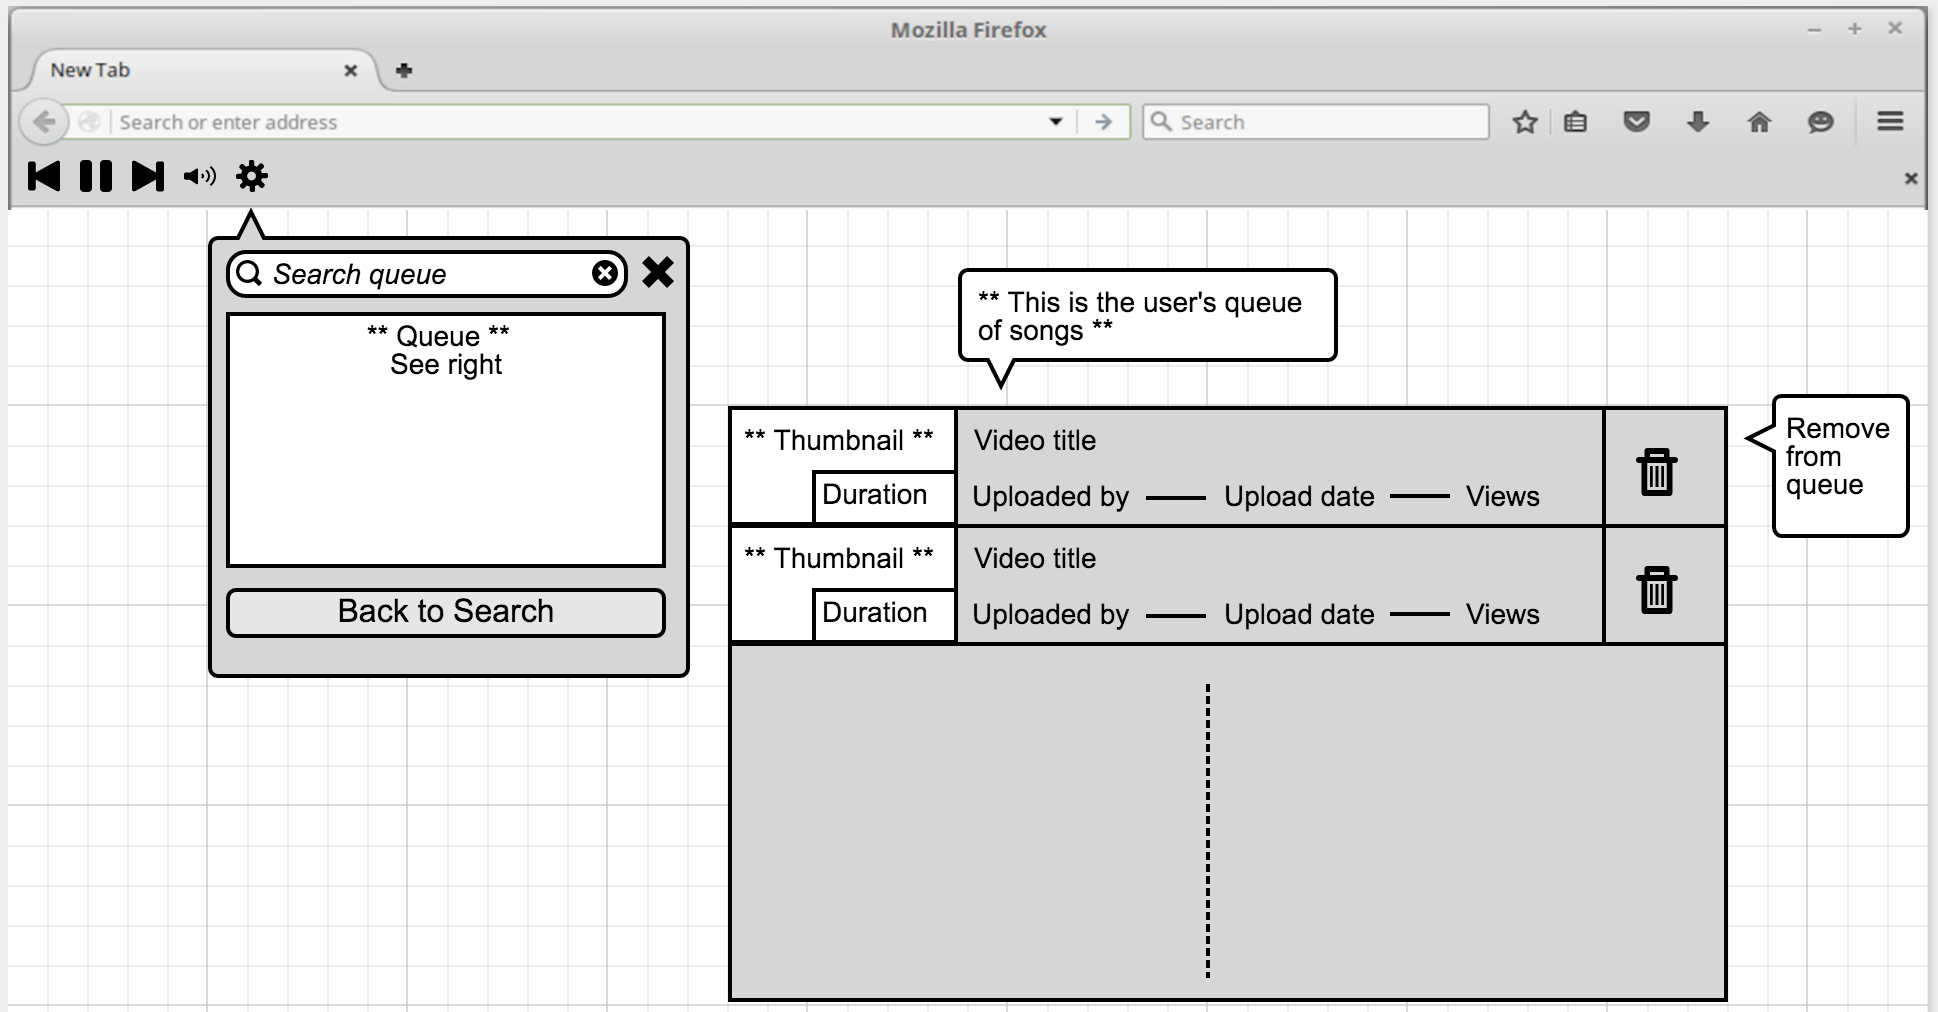 Mozilla Firefox
New Tab
Search or enter address
Search
Search queue
** Queue **
See right
Back to Search
** This is the user's queue
of songs **
** Thumbnail **
Duration
Video title
Uploaded by
Upload date
Views
** Thumbnail **
Duration
Video title
Uploaded by
Upload date
Views
Remove
from
queue